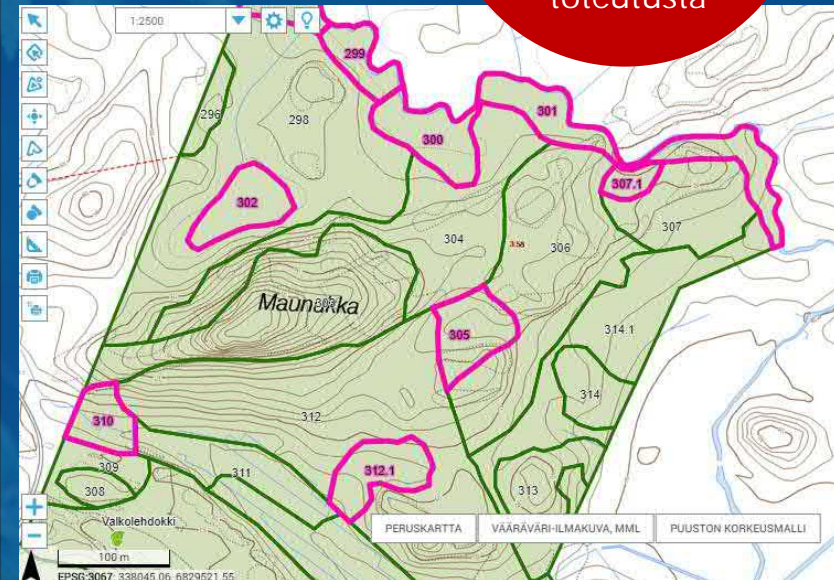 toteutusta
1:2500
299
301
296
298
300
307.1
302
307
304
306
3.58
Maunukka
305
314.1
314
310
312
309
312.1
311
308
313
Valkolehdokki
PERUSKARTTA
VÄÄRÄVÄRI-ILMAKUVA, MML
PUUSTON KORKEUSMALLI
100 m
EPSG:3067: 338045.06, 6829521.55